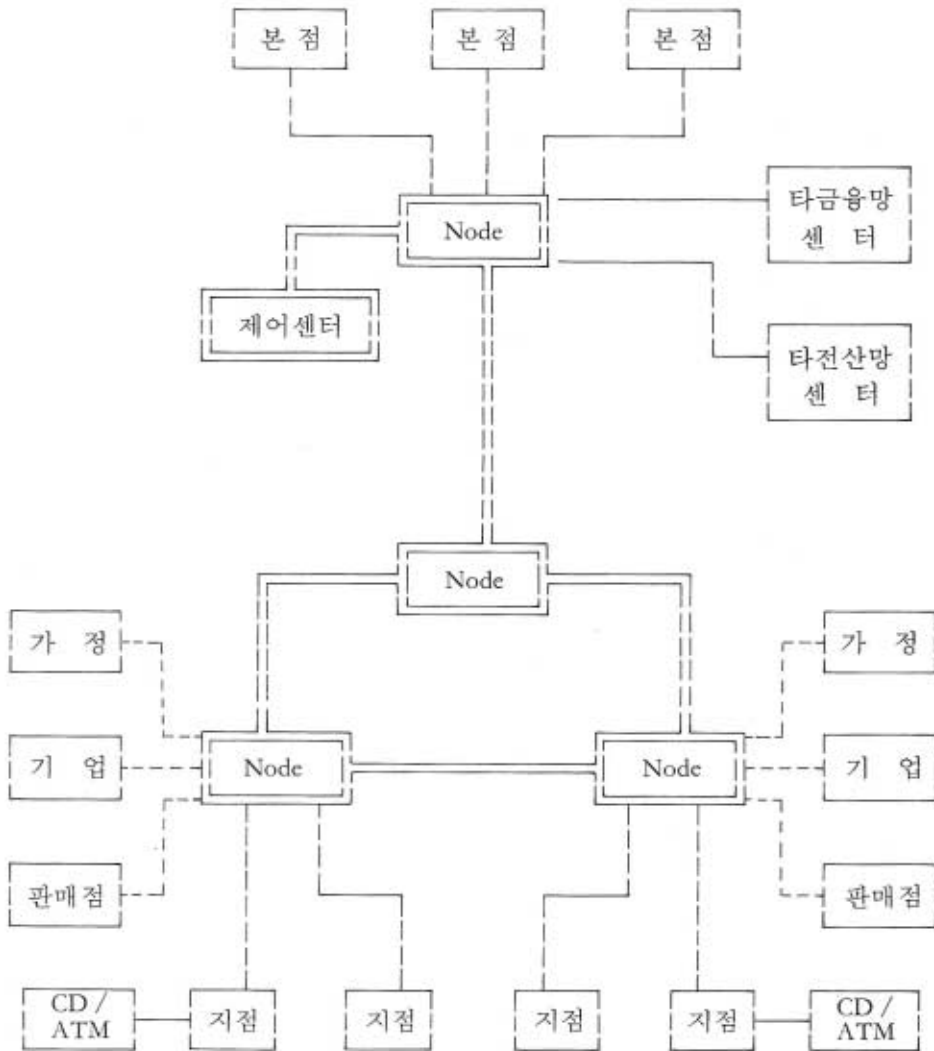 본 점
본 점
본 점
Node
타금융망
센 터
제어센터
타전산망
센 터
Node
가 정
가 정
Node
Node
기 업
기 업
판매점
판매점
CD /
ATM
지점
지점
지점
지점
CD /
ATM